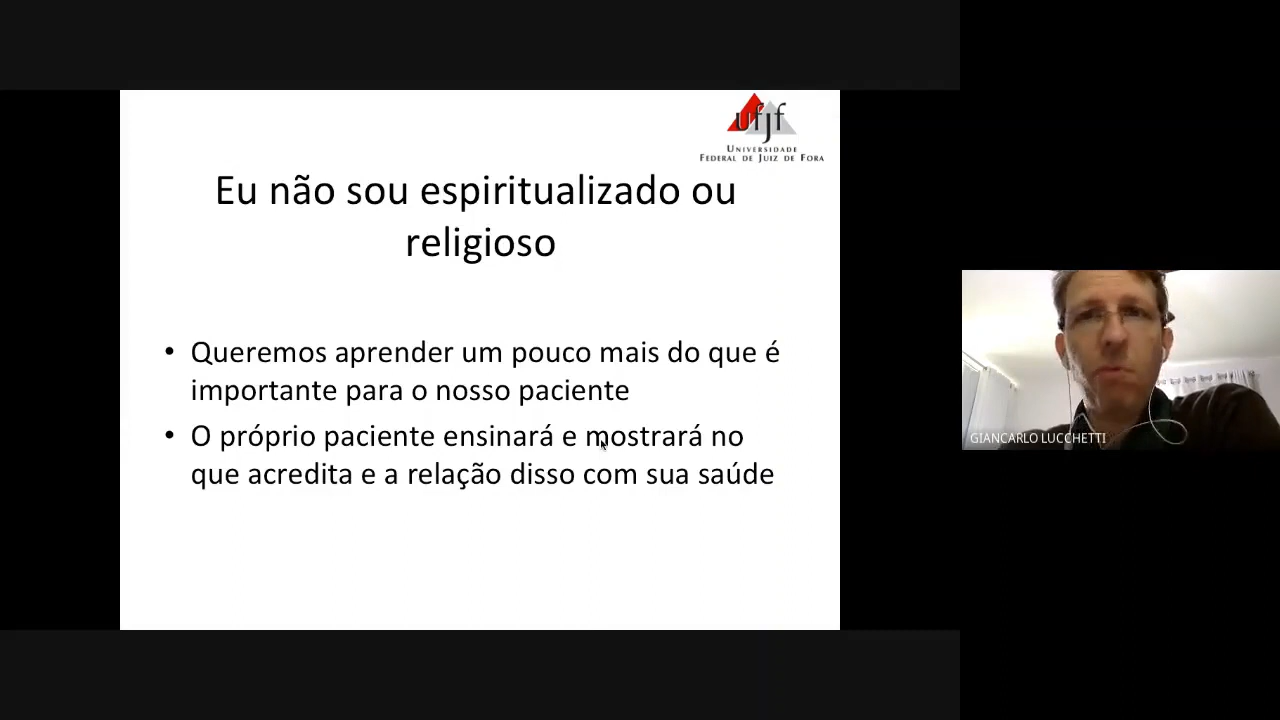 ufjf
UNIVERSIDADE
FEDERAL DE JUIZ DE FORA
Eu não sou espiritualizado ou
religioso
• Queremos aprender um pouco mais do que é
importante para o nosso paciente
• O próprio paciente ensinará e mostrará no
que acredita e a relação disso com sua saúde
GIANCARLO LUCCHETTI